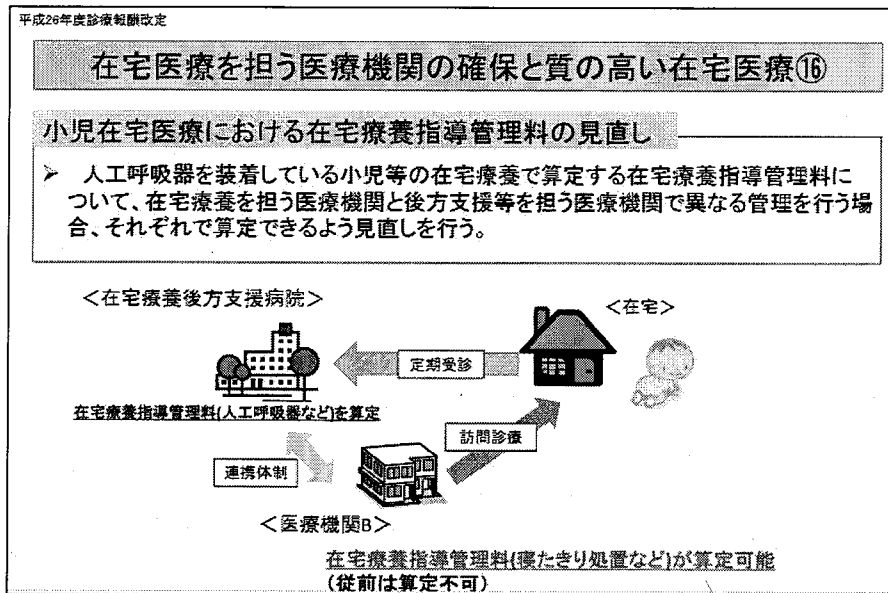 平成26年度診療報酬改定
在宅医療を担う医療機関の確保と質の高い在宅医療⑯
小児在宅医療における在宅療養指導管理料の見直し
➢ 人工呼吸器を装着している小児等の在宅療養で算定する在宅療養指導管理料に
ついて、在宅療養を担う医療機関と後方支援等を担う医療機関で異なる管理を行う場
合、それぞれで算定できるよう見直しを行う。
＜在宅療養後方支援病院＞
＜在宅＞
定期受診
在宅療養指導管理料(人工呼吸器など)を算定
訪問診療
連携体制
＜医療機関B＞
在宅療養指導管理料(寝たきり処置など)が算定可能
(従前は算定不可)